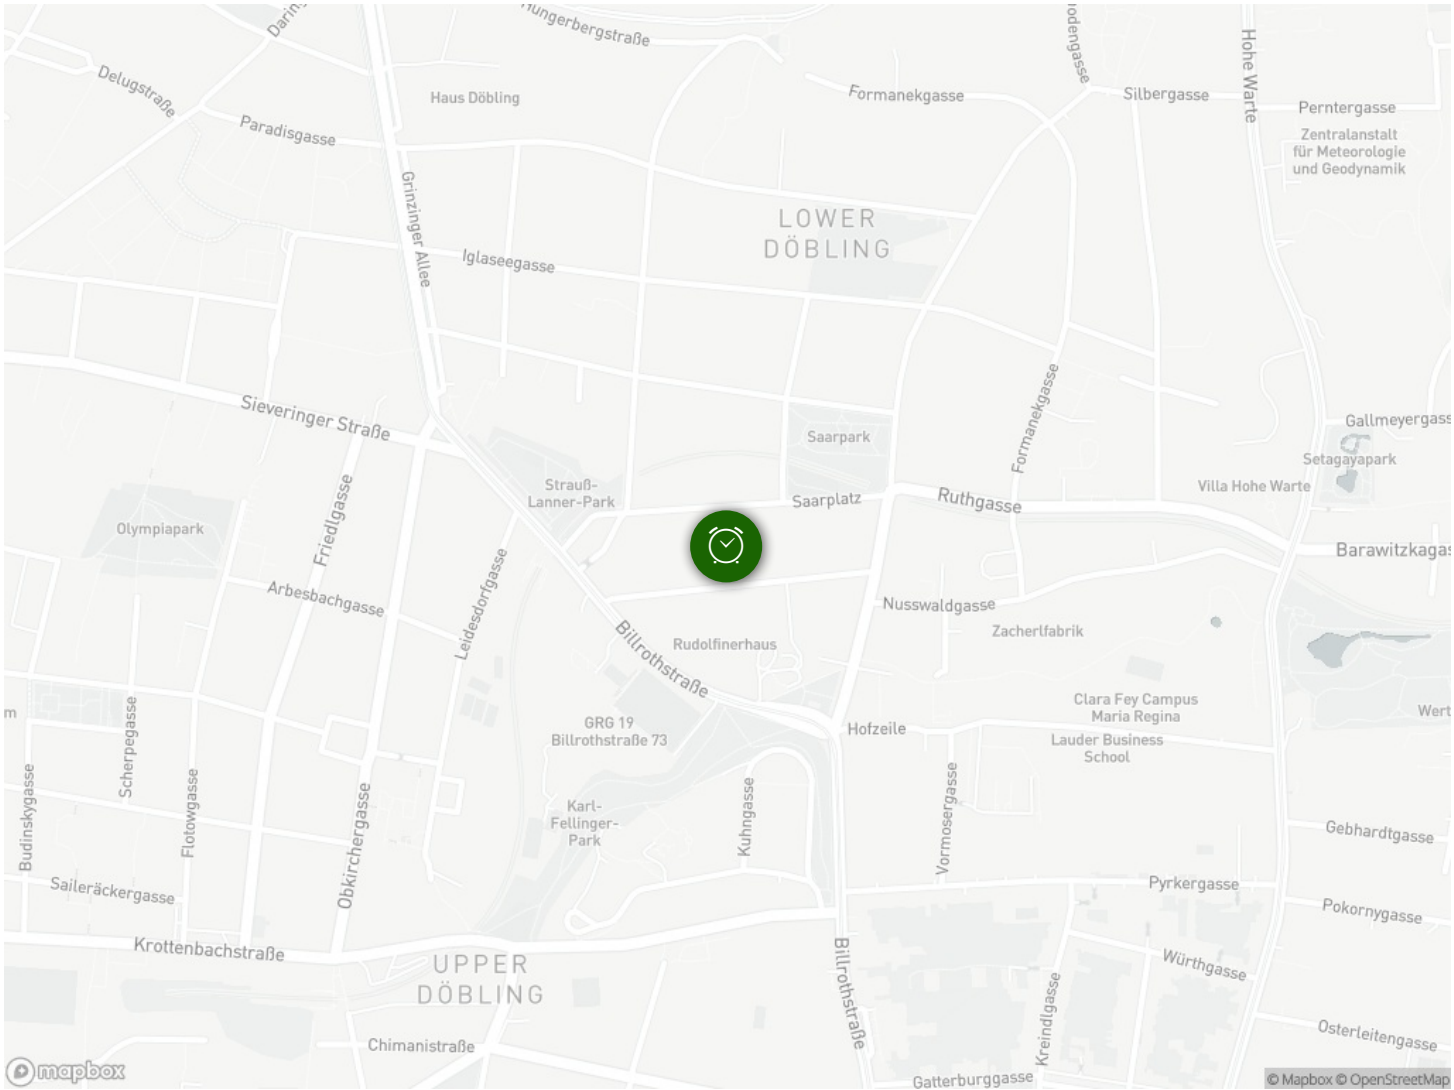 Daring
Hungerbergstraße
odengasse
Hohe Warte
Delugstraße
Haus Döbling
Formanekgasse
Silbergasse
Perntergasse
Paradisgasse
Zentralanstalt
für Meteorologie
und Geodynamik
Grinzinger Allee
LOWER
DÖBLING
Iglaseegasse
Sieveringer Straße
Formanekgasse
Gallmeyergass
Saarpark
Setagayapark
Strauß-
Lanner-Park
Villa Hohe Warte
Saarplatz
Ruthgasse
Olympiapark
Friedlgasse
Barawitzkagas
Arbesbachgasse
Leidesdorfgasse
Nusswaldgasse
Zacherlfabrik
Billrothstraße
Rudolfinerhaus
Clara Fey Campus
Maria Regina
m
Scherpegasse
GRG 19
Billrothstraße 73
Hofzeile
Wert
Lauder Business
School
Budinskygasse
Flotowgasse
Obkirchergasse
Karl-
Fellinger-
Park
Kuhngasse
Vormosergasse
Gebhardtgasse
Saileräckergasse
Pyrkergasse
Pokornygasse
Krottenbachstraße
UPPER
DÖBLING
Billrothstraße
Würthgasse
Kreindlgasse
Osterleitengasse
Chimanistraße
Gatterburggasse
mapbox
© Mapbox © OpenStreetMap